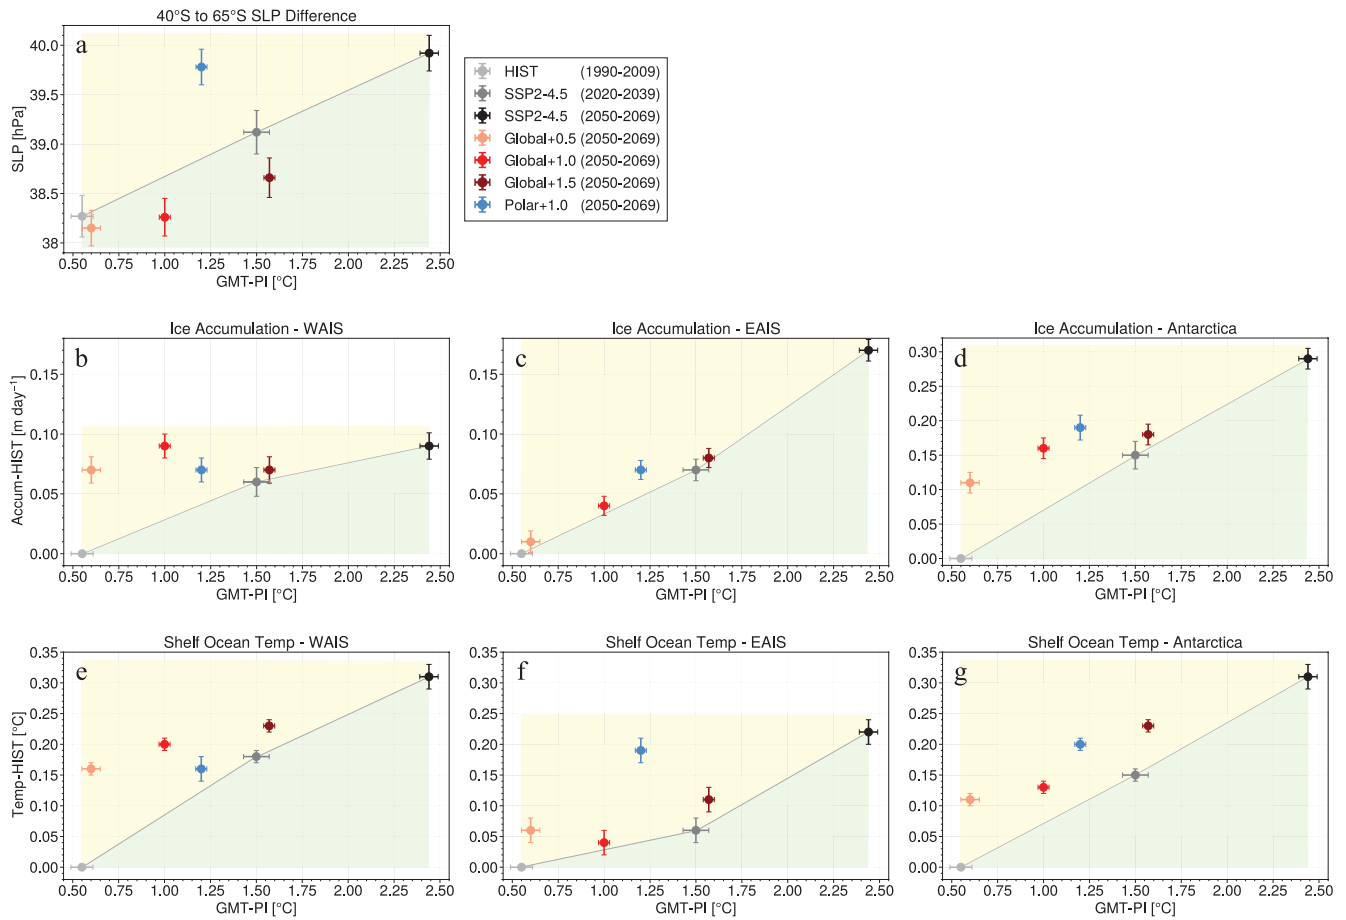 40°S to 65°S SLP Difference
a
SLP [hPa]
40.0
39.5
39.0
38.5
38
0.50 0.75 1.00 1.25 1.50 1.75 2.00 2.25 2.50
GMT-PI [°C]
HIST (1990-2009)
SSP2-4.5 (2020-2039)
SSP2-4.5 (2050-2069)
Global+0.5 (2050-2069)
Global+1.0 (2050-2069)
Global+1.5 (2050-2069)
Polar+1.0 (2050-2069)
Ice Accumulation - WAIS
b
Accum-HIST [m day⁻¹]
0.15
0.10
0.05
0.00
0.50 0.75 1.00 1.25 1.50 1.75 2.00 2.25 2.50
GMT-PI [°C]
Ice Accumulation - EAIS
c
0.15
0.10
0.05
0.00
0.50 0.75 1.00 1.25 1.50 1.75 2.00 2.25 2.50
GMT-PI [°C]
Ice Accumulation - Antarctica
d
0.30
0.25
0.20
0.15
0.10
0.05
0.00
0.50 0.75 1.00 1.25 1.50 1.75 2.00 2.25 2.50
GMT-PI [°C]
Shelf Ocean Temp - WAIS
e
Temp-HIST [°C]
0.35
0.30
0.25
0.20
0.15
0.10
0.05
0.00
0.50 0.75 1.00 1.25 1.50 1.75 2.00 2.25 2.50
GMT-PI [°C]
Shelf Ocean Temp - EAIS
f
0.35
0.30
0.25
0.20
0.15
0.10
0.05
0.00
0.50 0.75 1.00 1.25 1.50 1.75 2.00 2.25 2.50
GMT-PI [°C]
Shelf Ocean Temp - Antarctica
g
0.35
0.30
0.25
0.20
0.15
0.10
0.05
0.00
0.50 0.75 1.00 1.25 1.50 1.75 2.00 2.25 2.50
GMT-PI [°C]